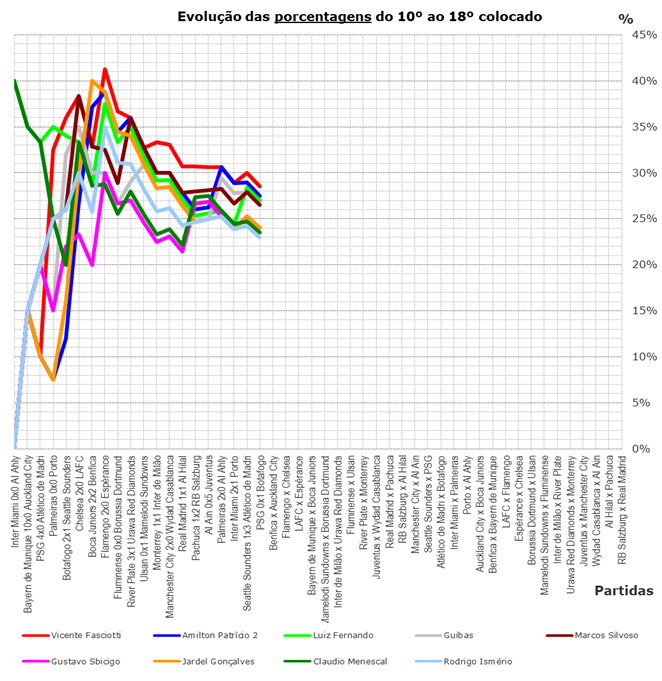 Evolução das porcentagens do 10º ao 18º colocado
%
45%
40%
35%
30%
25%
20%
15%
10%
5%
0%
Inter Miami 0x0 Al Ahly
Bayern de Munique 10x0 Auckland City
PSG 4x0 Atlético de Madri
Palmeiras 0x0 Porto
Botafogo 2x1 Seattle Sounders
Chelsea 2x0 LAFC
Boca Juniors 2x2 Benfica
Flamengo 2x0 Espérance
Fluminense 0x0 Borussia Dortmund
River Plate 3x1 Urawa Red Diamonds
Ulsan 0x1 Mamelodi Sundowns
Monterrey 1x1 Inter de Milão
Manchester City 2x0 Wydad Casablanca
Real Madrid 1x1 Al Hilal
Pachuca 1x2 RB Salzburg
Al Ain 0x5 Juventus
Palmeiras 2x0 Al Ahly
Inter Miami 2x1 Porto
Seattle Sounders 1x3 Atlético de Madri
PSG 0x1 Botafogo
Benfica x Auckland City
Flamengo x Chelsea
LAFC x Espérance
Bayern de Munique x Boca Juniors
Mamelodi Sundowns x Borussia Dortmund
Inter de Milão x Urawa Red Diamonds
Fluminense x Ulsan
River Plate x Monterrey
Juventus x Wydad Casablanca
Real Madrid x Pachuca
RB Salzburg x Al Hilal
Manchester City x Al Ain
Seattle Sounders x PSG
Atlético de Madri x Botafogo
Inter Miami x Palmeiras
Porto x Al Ahly
Auckland City x Boca Juniors
Benfica x Bayern de Munique
LAFC x Flamengo
Espérance x Chelsea
Borussia Dortmund x Ulsan
Mamelodi Sundowns x Fluminense
Inter de Milão x River Plate
Urawa Red Diamonds x Monterrey
Juventus x Manchester City
Wydad Casablanca x Al Ain
Al Hilal x Pachuca
RB Salzburg x Real Madrid
Partidas
Vicente Fasciotti
Amilton Patrício 2
Luiz Fernando
Guibas
Marcos Silvoso
Gustavo Sbicigo
Jardel Gonçalves
Claudio Menescal
Rodrigo Ismério